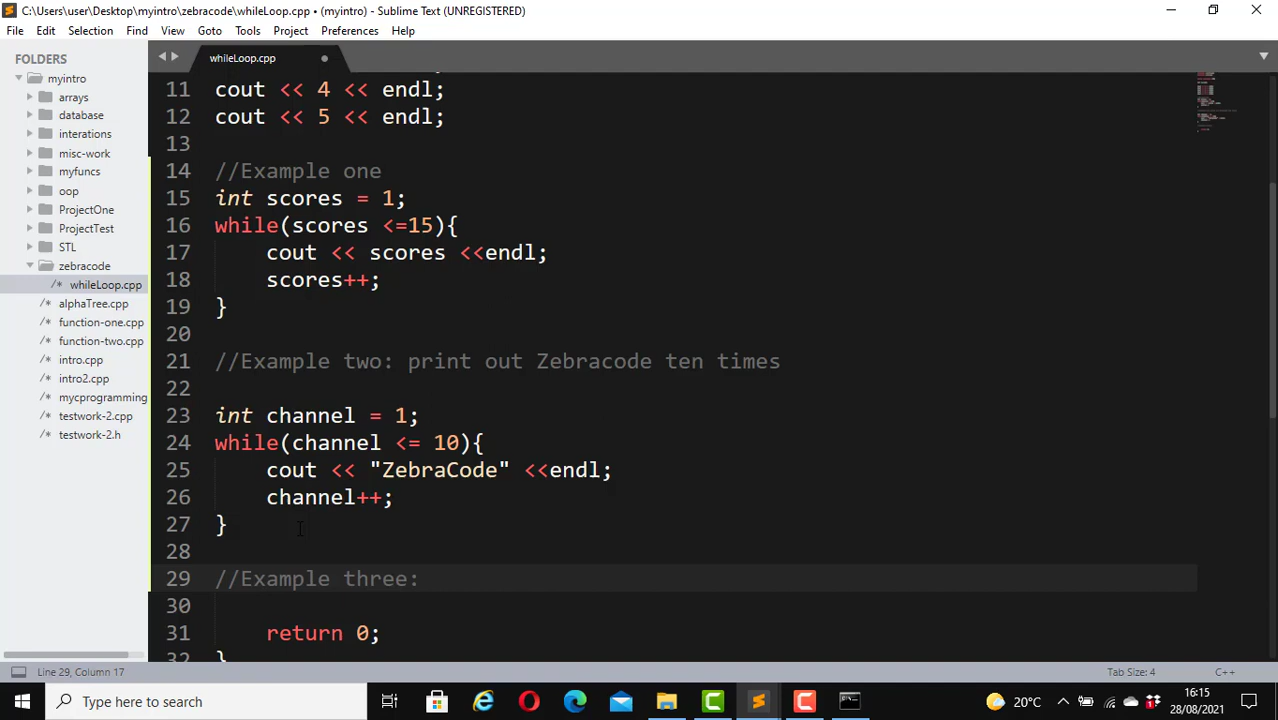 C:\Users\user\Desktop\myintro\zebracode\whileLoop.cpp • (myintro) - Sublime Text (UNREGISTERED)
File Edit Selection Find View Goto Tools Project Preferences Help
FOLDERS
myintro
arrays
database
interations
misc-work
myfuncs
oop
ProjectOne
ProjectTest
STL
zebracode
/* whileLoop.cpp
/* alphaTree.cpp
/* function-one.cpp
/* function-two.cpp
/* intro.cpp
/* intro2.cpp
/* mycprogramming
/* testwork-2.cpp
/* testwork-2.h
whileLoop.cpp
11 cout << 4 << endl;
12 cout << 5 << endl;
13
14 //Example one
15 int scores = 1;
16 while(scores <=15){
17 cout << scores <<endl;
18 scores++;
19 }
20
21 //Example two: print out Zebracode ten times
22
23 int channel = 1;
24 while(channel <= 10){
25 cout << "ZebraCode" <<endl;
26 channel++;
27 }
28
29 //Example three:
30
31 return 0;
32 }
Line 29, Column 17 Tab Size: 4 C++
Type here to search 20°C 16:15
28/08/2021